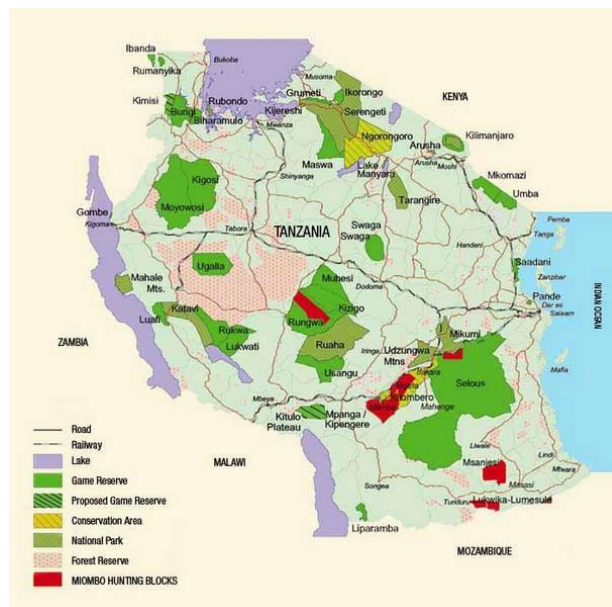 Ibanda
Rumanyika
Bukoba
Kimisi
Burigi
Biharamulo
Rubondo
Musoma
Grumeti
Ikorongo
Kijereshi
Serengeti
Mwanza
KENYA
Ngorongoro
Maswa
Lake
Manyara
Arusha
Arusha
Moshi
Kilimanjaro
Shinyanga
Kigosi
Moyowosi
Tarangire
Mkomazi
Umba
Gombe
Kigoma
Tabora
TANZANIA
Swaga
Swaga
Handeni
Pemba
Tanga
Ugalla
Muhesi
Dodoma
Saadani
Zanzibar
INDIAN OCEAN
Mahale
Mts.
Kizigo
Rungwa
Pande
Dar es
Salaam
Luafi
Katavi
Rukwa
Lukwati
Ruaha
Iringa
Mikumi
Udzungwa
Mtns
ZAMBIA
Usangu
Selous
Mafia
Mbeya
Mahenge
Kitulo
Plateau
Mpanga /
Kipengere
Liwale
Lindi
Mtwara
MALAWI
Msanjesi
Masasi
Songea
Tunduru
Lukwika-Lumesule
Liparamba
MOZAMBIQUE
Road
Railway
Lake
Game Reserve
Proposed Game Reserve
Conservation Area
National Park
Forest Reserve
MIOMBO HUNTING BLOCKS